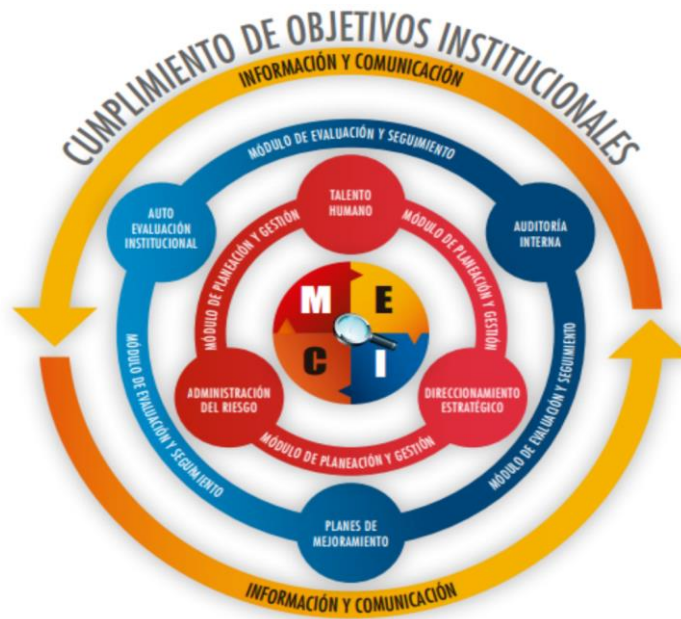 CUMPLIMIENTO DE OBJETIVOS INSTITUCIONALES
INFORMACIÓN Y COMUNICACIÓN
MÓDULO DE EVALUACIÓN Y SEGUIMIENTO
AUTO
EVALUACIÓN
INSTITUCIONAL
TALENTO
HUMANO
AUDITORÍA
INTERNA
MÓDULO DE PLANEACIÓN Y GESTIÓN
MÓDULO DE PLANEACIÓN Y GESTIÓN
M E
C I
MÓDULO DE EVALUACIÓN Y SEGUIMIENTO
MÓDULO DE EVALUACIÓN Y SEGUIMIENTO
ADMINISTRACIÓN
DEL RIESGO
DIRECCIONAMIENTO
ESTRATÉGICO
MÓDULO DE PLANEACIÓN Y GESTIÓN
PLANES DE
MEJORAMIENTO
INFORMACIÓN Y COMUNICACIÓN